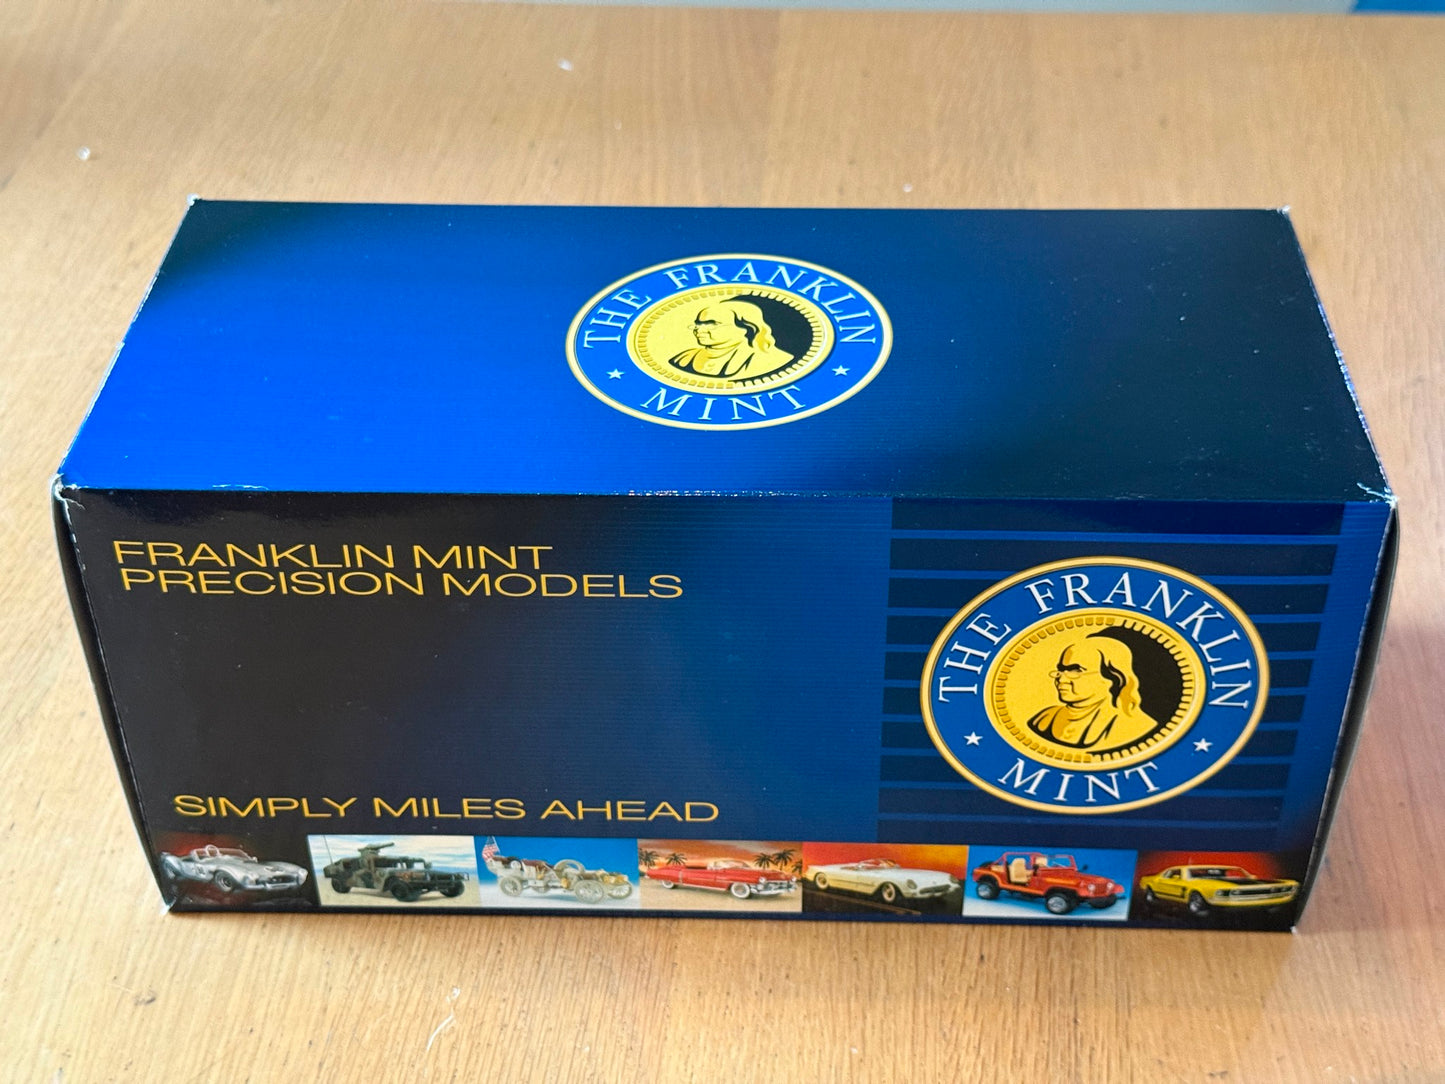 THE FRANKLIN
MINT
FRANKLIN MINT
PRECISION MODELS
THE FRANKLIN
MINT
SIMPLY MILES AHEAD